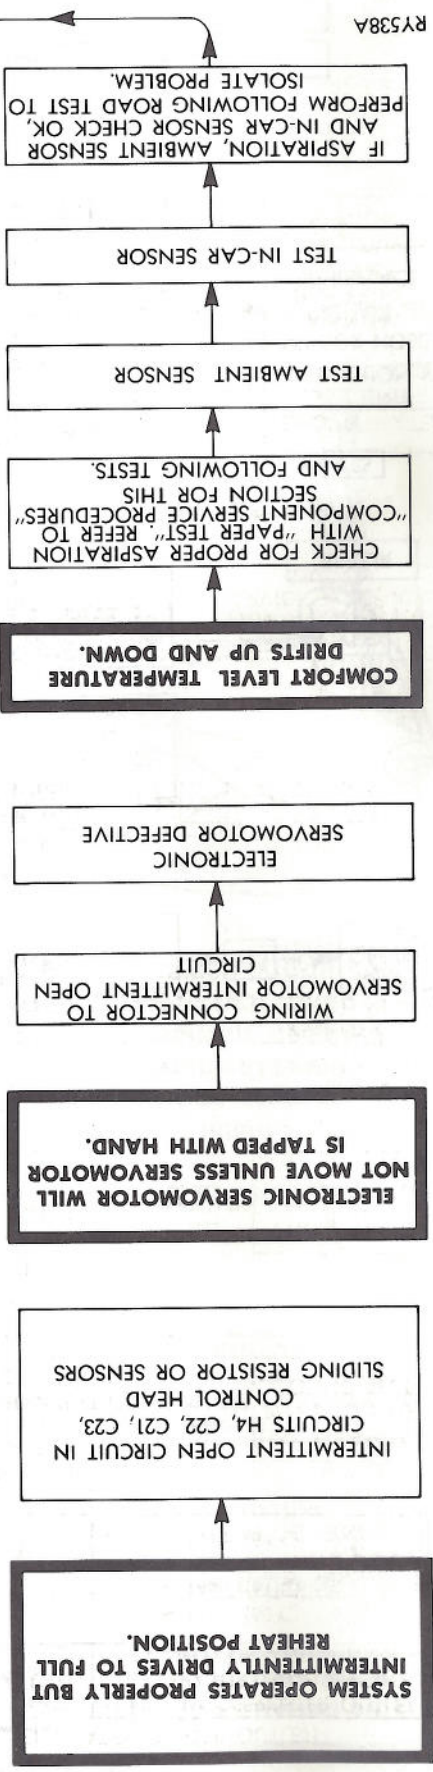 SYSTEM OPERATES PROPERLY BUT
INTERMITTENTLY DRIVES TO FULL
REHEAT POSITION.
INTERMITTENT OPEN CIRCUIT IN
CIRCUITS H4, C22, C21, C23,
CONTROL HEAD
SLIDING RESISTOR OR SENSORS
ELECTRONIC SERVOMOTOR WILL
NOT MOVE UNLESS SERVOMOTOR
IS TAPPED WITH HAND.
WIRING CONNECTOR TO
SERVOMOTOR INTERMITTENT OPEN
CIRCUIT
ELECTRONIC
SERVOMOTOR DEFECTIVE
COMFORT LEVEL TEMPERATURE
DRIFTS UP AND DOWN.
CHECK FOR PROPER ASPIRATION
WITH "PAPER TEST". REFER TO
"COMPONENT SERVICE PROCEDURES"
SECTION FOR THIS
AND FOLLOWING TESTS.
TEST AMBIENT SENSOR
TEST IN-CAR SENSOR
IF ASPIRATION, AMBIENT SENSOR
AND IN-CAR SENSOR CHECK OK,
PERFORM FOLLOWING ROAD TEST TO
ISOLATE PROBLEM.
RY538A